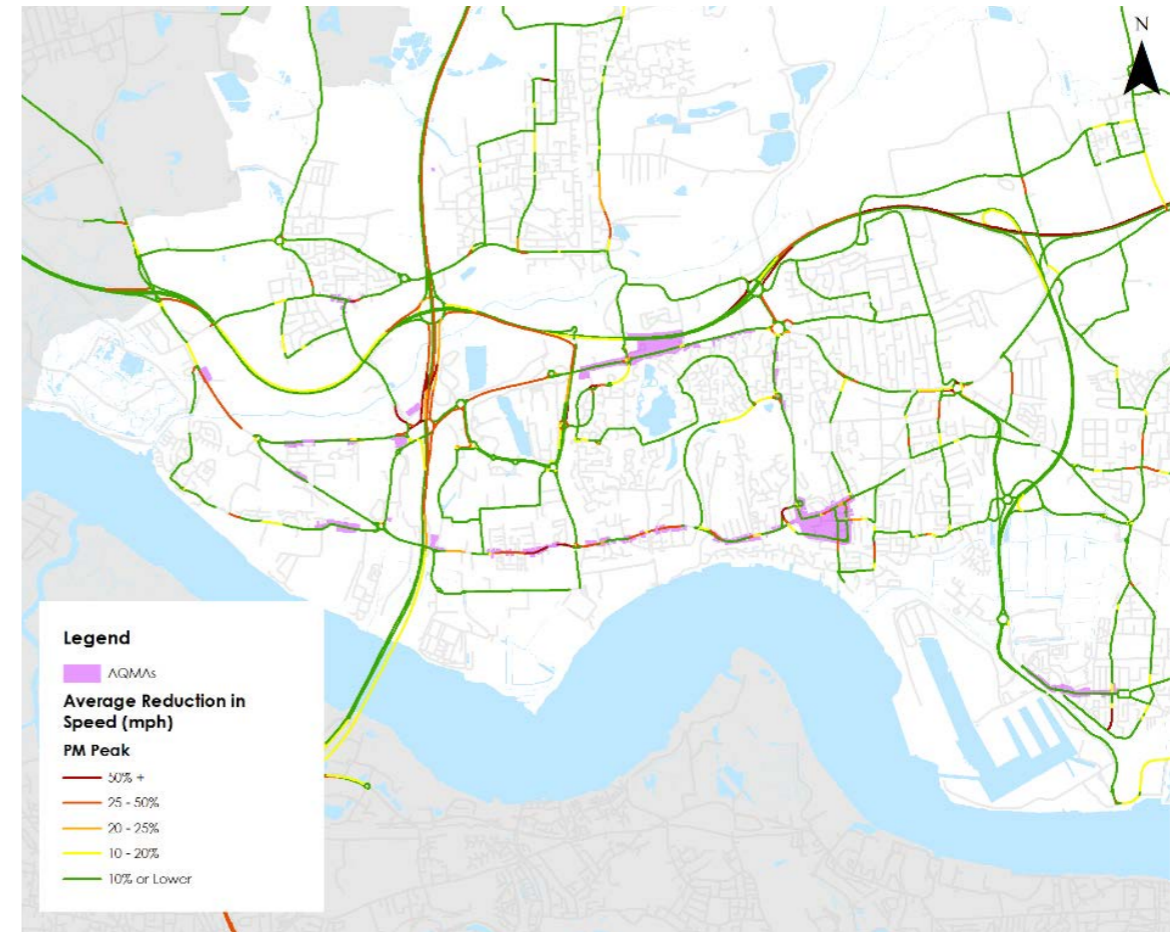 N
Legend
AQMAs
Average Reduction in
Speed (mph)
PM Peak
50% +
25 - 50%
20 - 25%
10 - 20%
10% or Lower